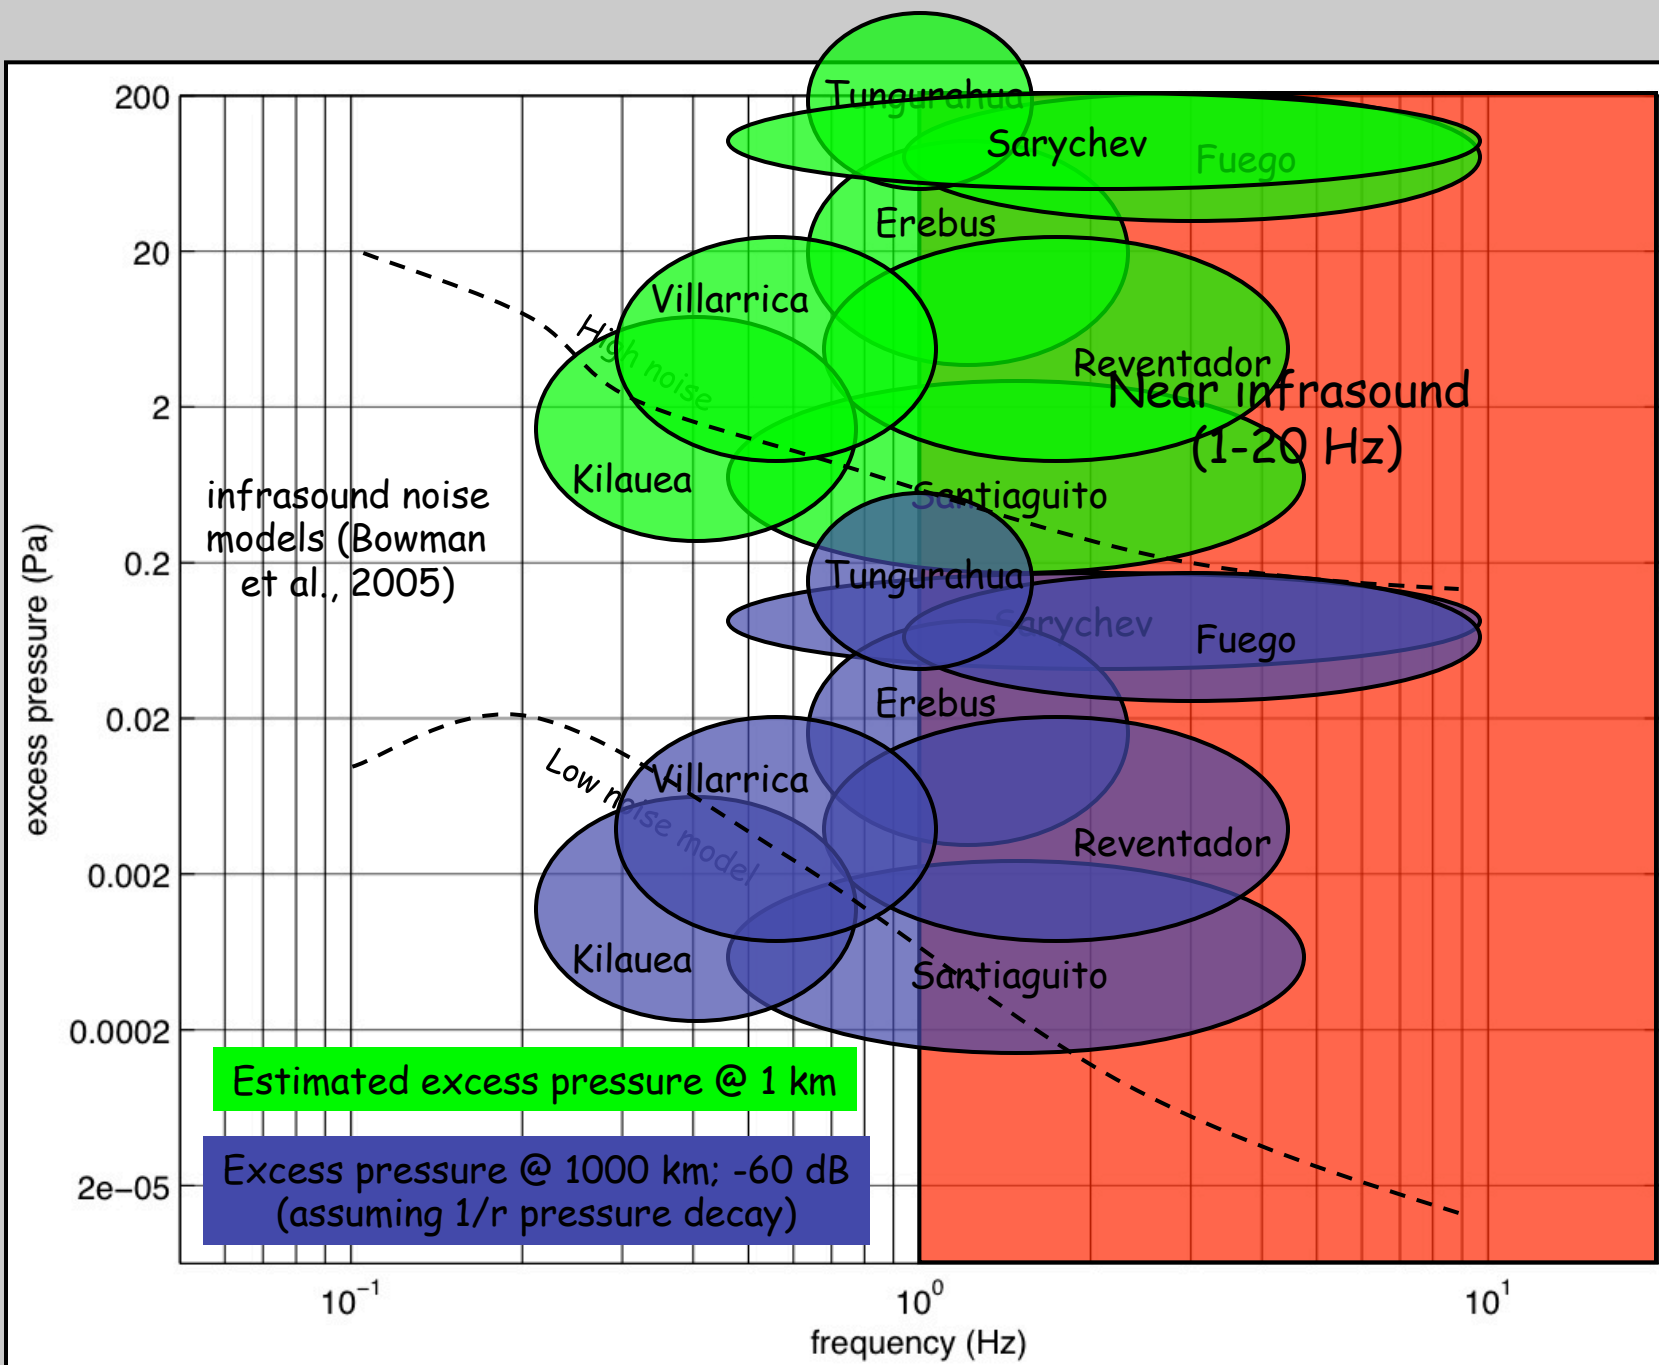 Tungurahua
Sarychev
Fuego
Erebus
Villarrica
High noise
Reventador
Near infrasound
(1-20 Hz)
Kilauea
Santiaguito
infrasound noise
models (Bowman
et al., 2005)
Tungurahua
Sarychev
Fuego
Erebus
Villarrica
Low noise model
Reventador
Kilauea
Santiaguito
Estimated excess pressure @ 1 km
Excess pressure @ 1000 km; -60 dB
(assuming 1/r pressure decay)
excess pressure (Pa)
200
20
2
0.2
0.02
0.002
0.0002
2e−05
10⁻¹
10⁰
10¹
frequency (Hz)